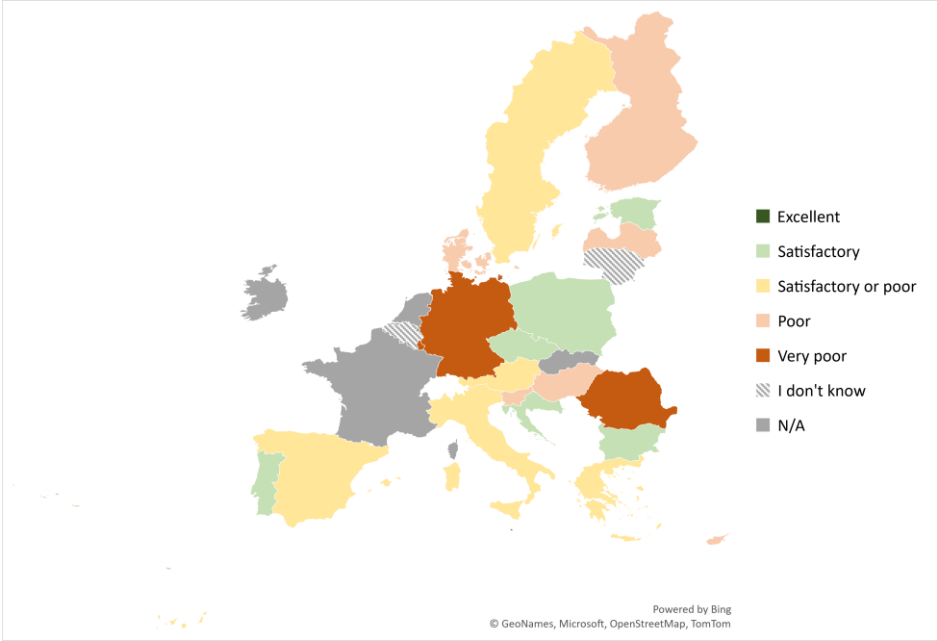 Excellent
Satisfactory
Satisfactory or poor
Poor
Very poor
I don't know
N/A
Powered by Bing
© GeoNames, Microsoft, OpenStreetMap, TomTom